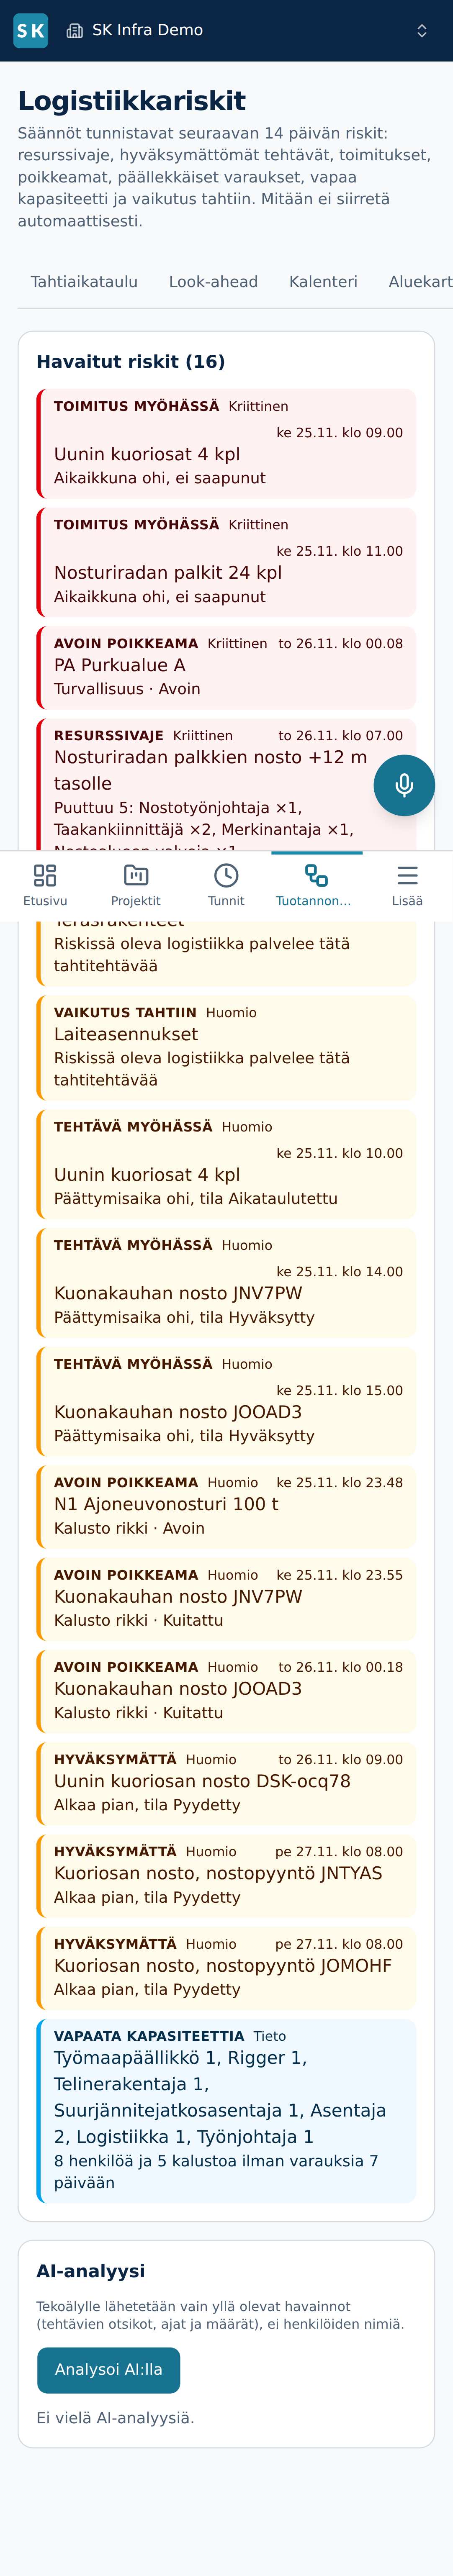 SK
SK Infra Demo
Logistiikkariskit
Säännöt tunnistavat seuraavan 14 päivän riskit:
resurssivaje, hyväksymättömät tehtävät, toimitukset,
poikkeamat, päällekkäiset varaukset, vapaa
kapasiteetti ja vaikutus tahtiin. Mitään ei siirretä
automaattisesti.
Tahtiaikataulu Look-ahead Kalenteri Aluekart
Havaitut riskit (16)
TOIMITUS MYÖHÄSSÄ Kriittinen
ke 25.11. klo 09.00
Uunin kuoriosat 4 kpl
Aikaikkuna ohi, ei saapunut
TOIMITUS MYÖHÄSSÄ Kriittinen
ke 25.11. klo 11.00
Nosturiradan palkit 24 kpl
Aikaikkuna ohi, ei saapunut
AVOIN POIKKEAMA Kriittinen to 26.11. klo 00.08
PA Purkualue A
Turvallisuus · Avoin
RESURSSIVAJE Kriittinen to 26.11. klo 07.00
Nosturiradan palkkien nosto +12 m
tasolle
Puuttuu 5: Nostotyönjohtaja ×1,
Taakankiinnittäjä ×2, Merkinantaja ×1,
Nostoalueen valvoja ×1
Etusivu Projektit Tunnit Tuotannon… Lisää
Teräsrakenteet
Riskissä oleva logistiikka palvelee tätä
tahtitehtävää
VAIKUTUS TAHTIIN Huomio
Laiteasennukset
Riskissä oleva logistiikka palvelee tätä
tahtitehtävää
TEHTÄVÄ MYÖHÄSSÄ Huomio
ke 25.11. klo 10.00
Uunin kuoriosat 4 kpl
Päättymisaika ohi, tila Aikataulutettu
TEHTÄVÄ MYÖHÄSSÄ Huomio
ke 25.11. klo 14.00
Kuonakauhan nosto JNV7PW
Päättymisaika ohi, tila Hyväksytty
TEHTÄVÄ MYÖHÄSSÄ Huomio
ke 25.11. klo 15.00
Kuonakauhan nosto JOOAD3
Päättymisaika ohi, tila Hyväksytty
AVOIN POIKKEAMA Huomio ke 25.11. klo 23.48
N1 Ajoneuvonosturi 100 t
Kalusto rikki · Avoin
AVOIN POIKKEAMA Huomio ke 25.11. klo 23.55
Kuonakauhan nosto JNV7PW
Kalusto rikki · Kuitattu
AVOIN POIKKEAMA Huomio to 26.11. klo 00.18
Kuonakauhan nosto JOOAD3
Kalusto rikki · Kuitattu
HYVÄKSYMÄTTÄ Huomio to 26.11. klo 09.00
Uunin kuoriosan nosto DSK-ocq78
Alkaa pian, tila Pyydetty
HYVÄKSYMÄTTÄ Huomio pe 27.11. klo 08.00
Kuoriosan nosto, nostopyyntö JNTYAS
Alkaa pian, tila Pyydetty
HYVÄKSYMÄTTÄ Huomio pe 27.11. klo 08.00
Kuoriosan nosto, nostopyyntö JOMOHF
Alkaa pian, tila Pyydetty
VAPAATA KAPASITEETTIA Tieto
Työmaapäällikkö 1, Rigger 1,
Telinerakentaja 1,
Suurjännitejatkosasentaja 1, Asentaja
2, Logistiikka 1, Työnjohtaja 1
8 henkilöä ja 5 kalustoa ilman varauksia 7
päivään
AI-analyysi
Tekoälylle lähetetään vain yllä olevat havainnot
(tehtävien otsikot, ajat ja määrät), ei henkilöiden nimiä.
Analysoi AI:lla
Ei vielä AI-analyysiä.